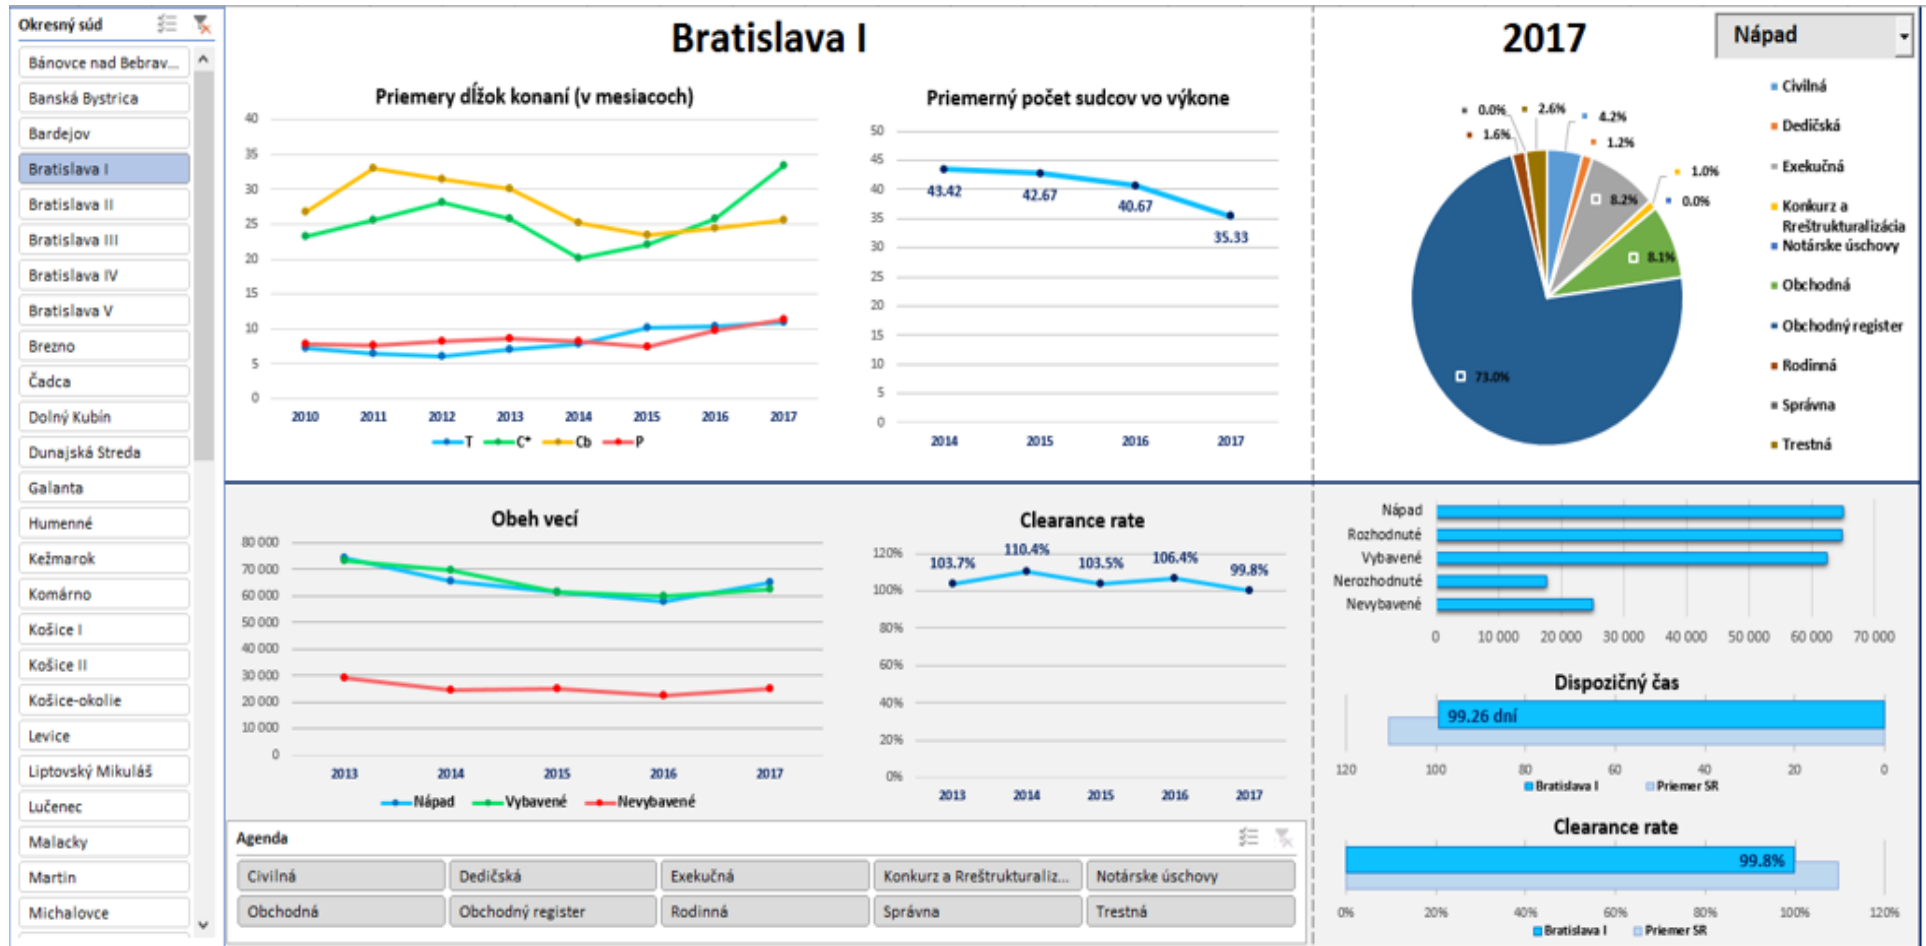 Okresný súd
Bánovce nad Bebrav...
Banská Bystrica
Bardejov
Bratislava I
Bratislava II
Bratislava III
Bratislava IV
Bratislava V
Brezno
Čadca
Dolný Kubín
Dunajská Streda
Galanta
Humenné
Kežmarok
Komárno
Košice I
Košice II
Košice-okolie
Levice
Liptovský Mikuláš
Lučenec
Malacky
Martin
Michalovce
Bratislava I
Priemery dĺžok konaní (v mesiacoch)
40
35
30
25
20
15
10
5
0
2010 2011 2012 2013 2014 2015 2016 2017
T C* Cb P
Priemerný počet sudcov vo výkone
50
45
40
35
30
25
20
15
10
5
0
43.42 42.67 40.67 35.33
2014 2015 2016 2017
2017
Nápad
0.0% 2.6% 4.2%
1.6% 1.2%
1.0%
8.2% 0.0%
8.1%
73.0%
Civilná
Dedičská
Exekučná
Konkurz a
Rreštrukturalizácia
Notárske úschovy
Obchodná
Obchodný register
Rodinná
Správna
Trestná
Obeh vecí
80 000
70 000
60 000
50 000
40 000
30 000
20 000
10 000
0
2013 2014 2015 2016 2017
Nápad Vybavené Nevybavené
Clearance rate
120%
100%
80%
60%
40%
20%
0%
103.7% 110.4% 103.5% 106.4% 99.8%
2013 2014 2015 2016 2017
Nápad
Rozhodnuté
Vybavené
Nerozhodnuté
Nevybavené
0 10 000 20 000 30 000 40 000 50 000 60 000 70 000
Dispozičný čas
99.26 dní
120 100 80 60 40 20 0
Bratislava I Priemer SR
Clearance rate
99.8%
0% 20% 40% 60% 80% 100% 120%
Bratislava I Priemer SR
Agenda
Civilná Dedičská Exekučná Konkurz a Rreštrukturaliz... Notárske úschovy
Obchodná Obchodný register Rodinná Správna Trestná